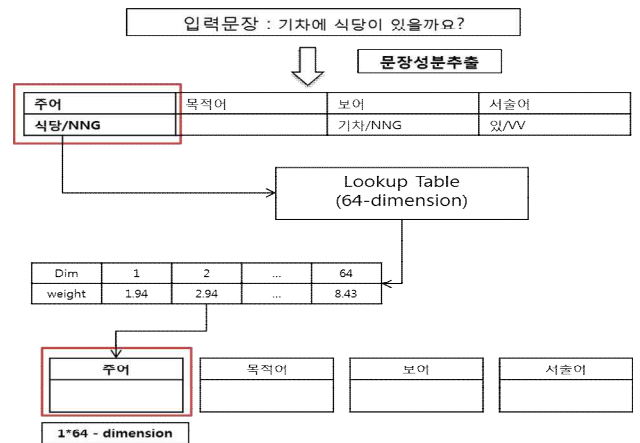 입력문장 : 기차에 식당이 있을까요?
문장성분추출
주어 목적어 보어 서술어
식당/NNG 기차/NNG 있/VV
Lookup Table
(64-dimension)
Dim 1 2 ... 64
weight 1.94 2.94 ... 8.43
주어 목적어 보어 서술어
1*64 - dimension